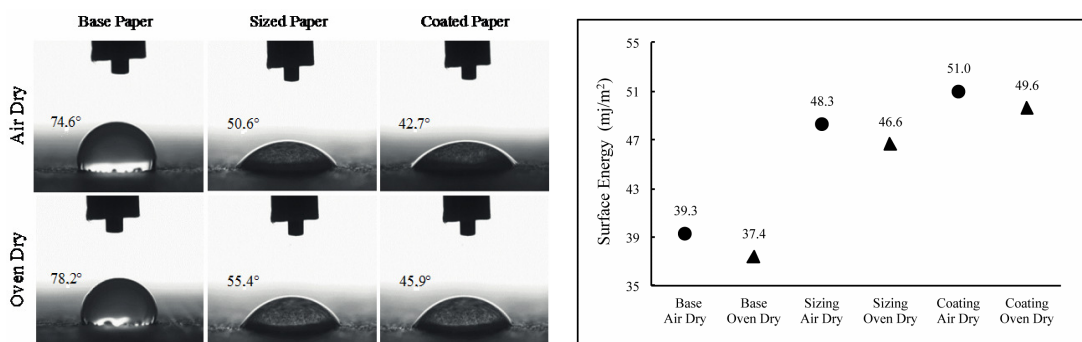 Base Paper
Sized Paper
Coated Paper
Air Dry
74.6°
50.6°
42.7°
Oven Dry
78.2°
55.4°
45.9°
Surface Energy (mj/m²)
55
51
47
43
39
35
39.3
37.4
48.3
46.6
51.0
49.6
Base
Air Dry
Base
Oven Dry
Sizing
Air Dry
Sizing
Oven Dry
Coating
Air Dry
Coating
Oven Dry